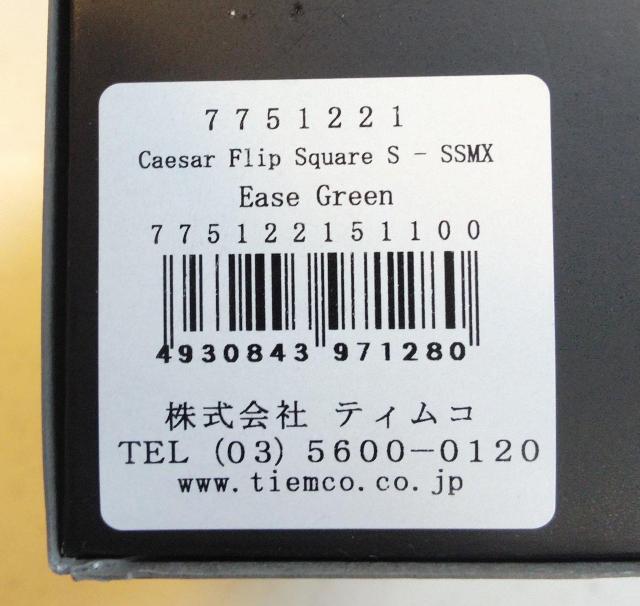 7751221
Caesar Flip Square S - SSMX
Ease Green
775122151100
4930843 971280
株式会社 ティムコ
TEL (03) 5600-0120
www.tiemco.co.jp